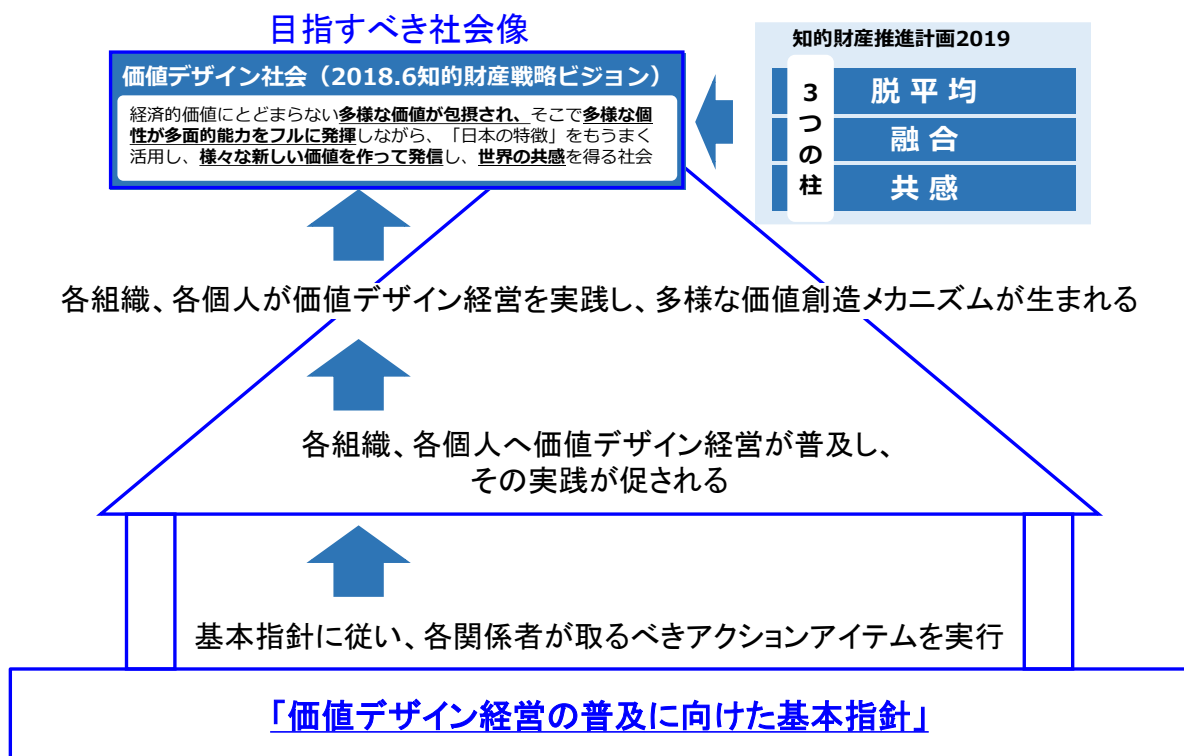 目指すべき社会像
価値デザイン社会（2018.6知的財産戦略ビジョン）
経済的価値にとどまらない多様な価値が包摂され、そこで多様な個
性が多面的能力をフルに発揮しながら、「日本の特徴」をもうまく
活用し、様々な新しい価値を作って発信し、世界の共感を得る社会
知的財産推進計画2019
3つの柱
脱平均
融合
共感
各組織、各個人が価値デザイン経営を実践し、多様な価値創造メカニズムが生まれる
各組織、各個人へ価値デザイン経営が普及し、
その実践が促される
基本指針に従い、各関係者が取るべきアクションアイテムを実行
「価値デザイン経営の普及に向けた基本指針」